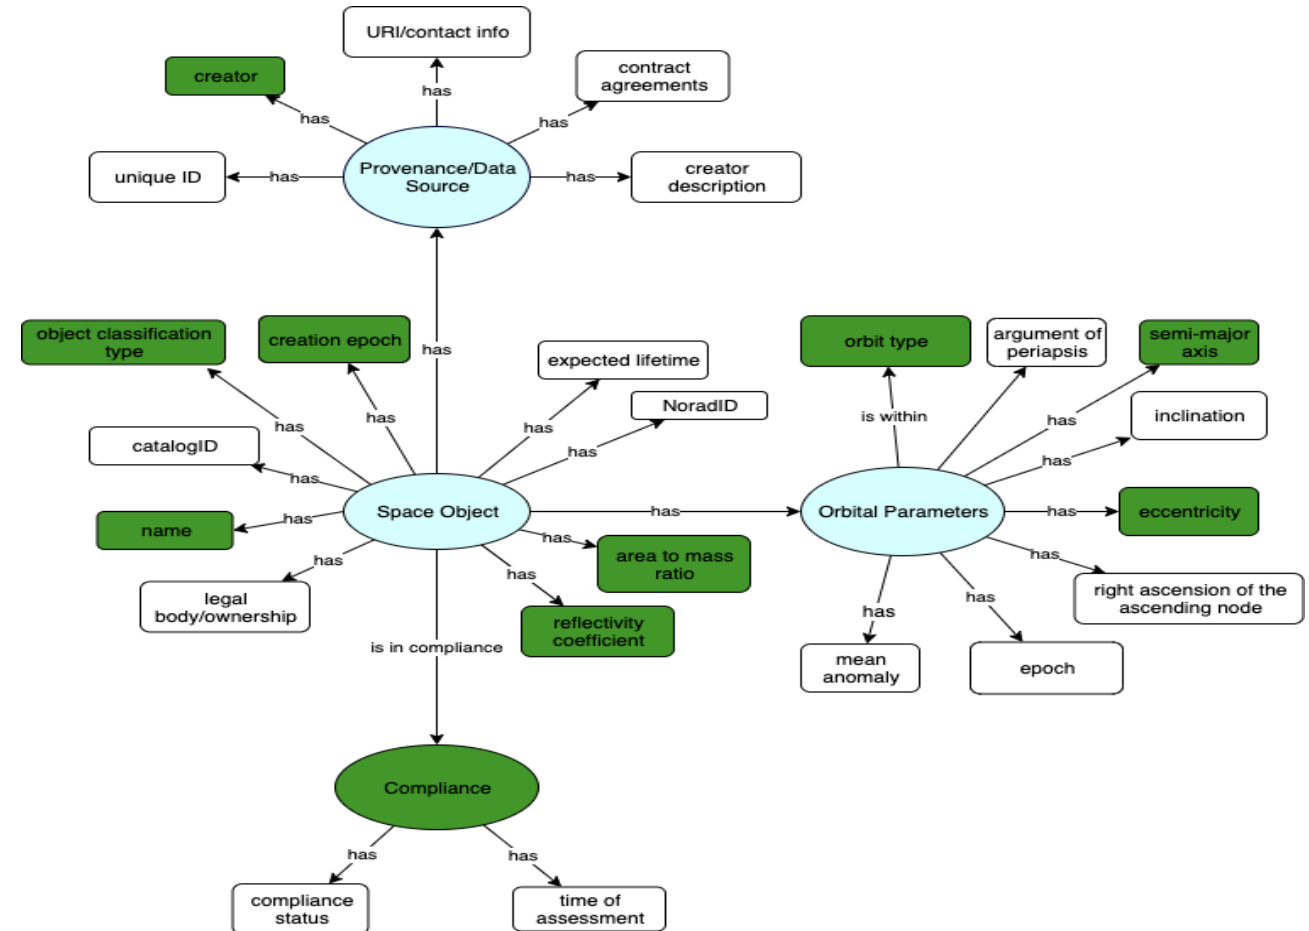 URI/contact info
creator
contract
agreements
has
has
has
Provenance/Data
Source
unique ID
has
has
creator
description
has
object classification
type
creation epoch
expected lifetime
NoradID
has
has
has
has
catalogID
has
name
has
Space Object
has
legal
body/ownership
has
has
area to mass
ratio
has
reflectivity
coefficient
is in compliance
orbit type
argument of
periapsis
semi-major
axis
is within
has
inclination
has
Orbital Parameters
has
eccentricity
has
right ascension of the
ascending node
has
has
mean
anomaly
epoch
Compliance
has
has
compliance
status
time of
assessment